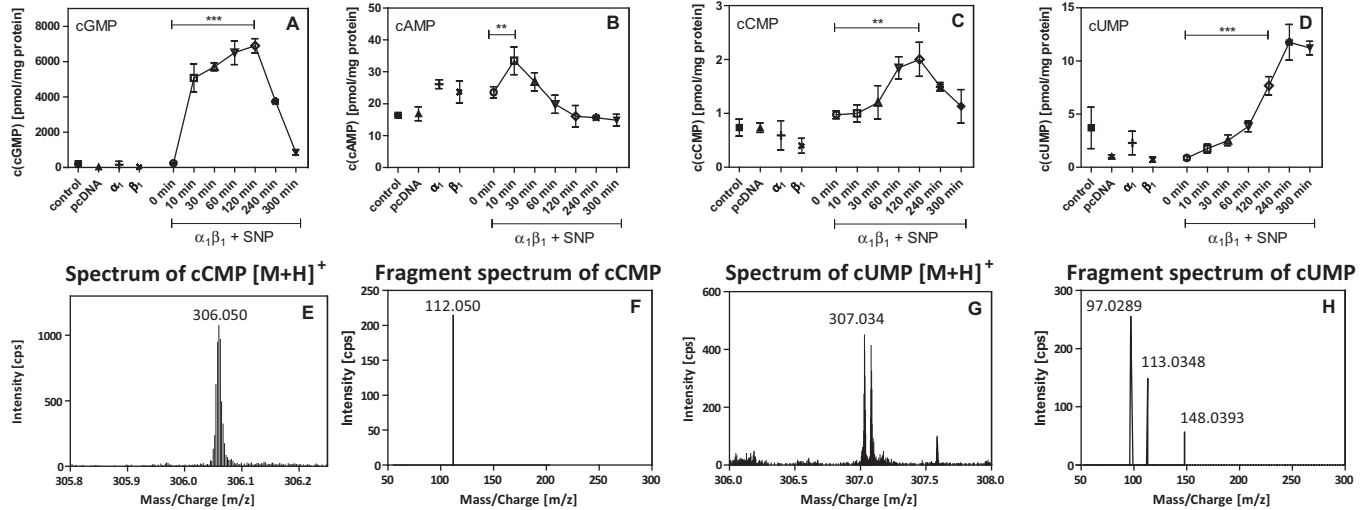 cGMP
***
A
c(cGMP) [pmol/mg protein]
8000
6000
4000
2000
0
control
pcDNA
α1
β1
0 min
10 min
30 min
60 min
120 min
240 min
300 min
α1β1 + SNP
cAMP
**
B
c(cAMP) [pmol/mg protein]
50
40
30
20
10
0
control
pcDNA
α1
β1
0 min
10 min
30 min
60 min
120 min
240 min
300 min
α1β1 + SNP
cCMP
**
C
c(cCMP) [pmol/mg protein]
3
2
1
0
control
pcDNA
α1
β1
0 min
10 min
30 min
60 min
120 min
240 min
300 min
α1β1 + SNP
cUMP
***
D
c(cUMP) [pmol/mg protein]
15
10
5
0
control
pcDNA
α1
β1
0 min
10 min
30 min
60 min
120 min
240 min
300 min
α1β1 + SNP
Spectrum of cCMP [M+H]+
306.050
E
Intensity [cps]
1000
500
0
305.8 305.9 306.0 306.1 306.2
Mass/Charge [m/z]
Fragment spectrum of cCMP
112.050
F
Intensity [cps]
250
200
150
100
50
0
50 100 150 200 250 300
Mass/Charge [m/z]
Spectrum of cUMP [M+H]+
307.034
G
Intensity [cps]
600
400
200
0
306.0 306.5 307.0 307.5 308.0
Mass/Charge [m/z]
Fragment spectrum of cUMP
97.0289
H
113.0348
148.0393
Intensity [cps]
300
200
100
0
50 100 150 200 250 300
Mass/Charge [m/z]